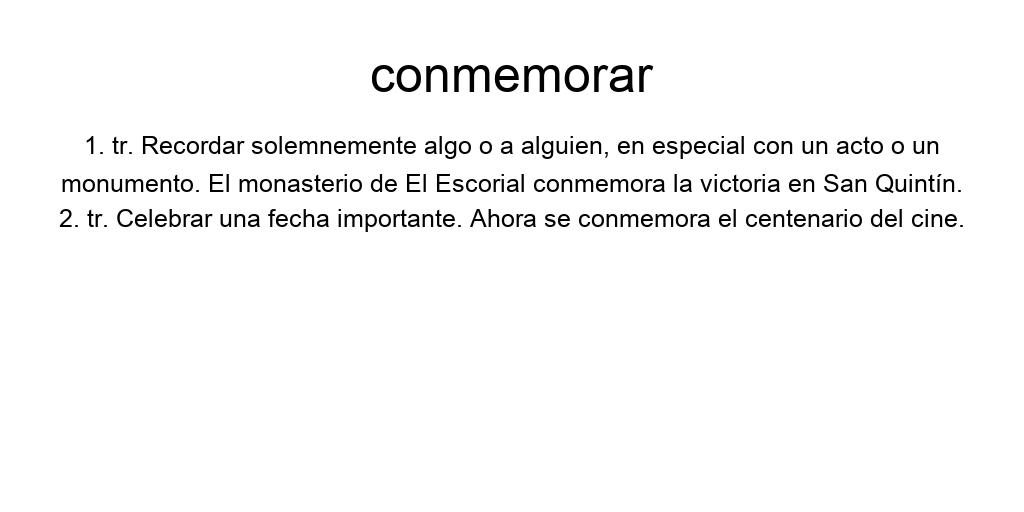 conmemorar
1. tr. Recordar solemnemente algo o a alguien, en especial con un acto o un
monumento. El monasterio de El Escorial conmemora la victoria en San Quintín.
2. tr. Celebrar una fecha importante. Ahora se conmemora el centenario del cine.